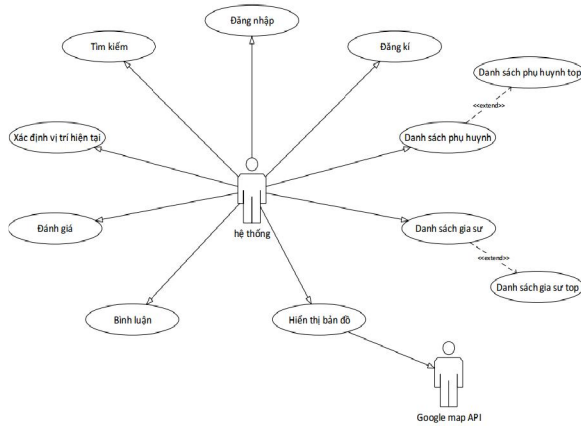 Đăng nhập
Tìm kiếm
Đăng kí
Danh sách phụ huynh top
<<extend>>
Xác định vị trí hiện tại
Danh sách phụ huynh
hệ thống
Đánh giá
Danh sách gia sư
<<extend>>
Danh sách gia sư top
Bình luận
Hiển thị bản đồ
Google map API